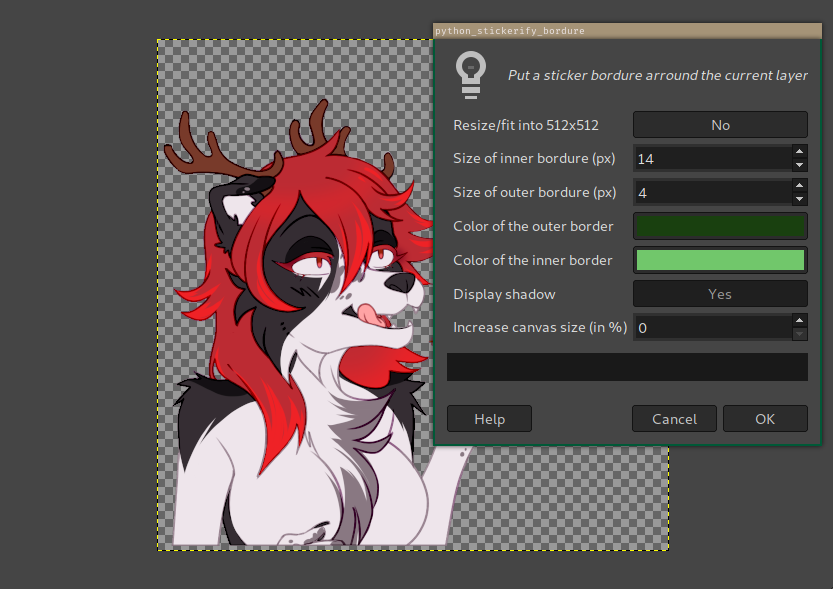 python_stickerify_bordure
Put a sticker bordure arround the current layer
Resize/fit into 512x512 No
Size of inner bordure (px) 14
Size of outer bordure (px) 4
Color of the outer border
Color of the inner border
Display shadow Yes
Increase canvas size (in %) 0
Help Cancel OK